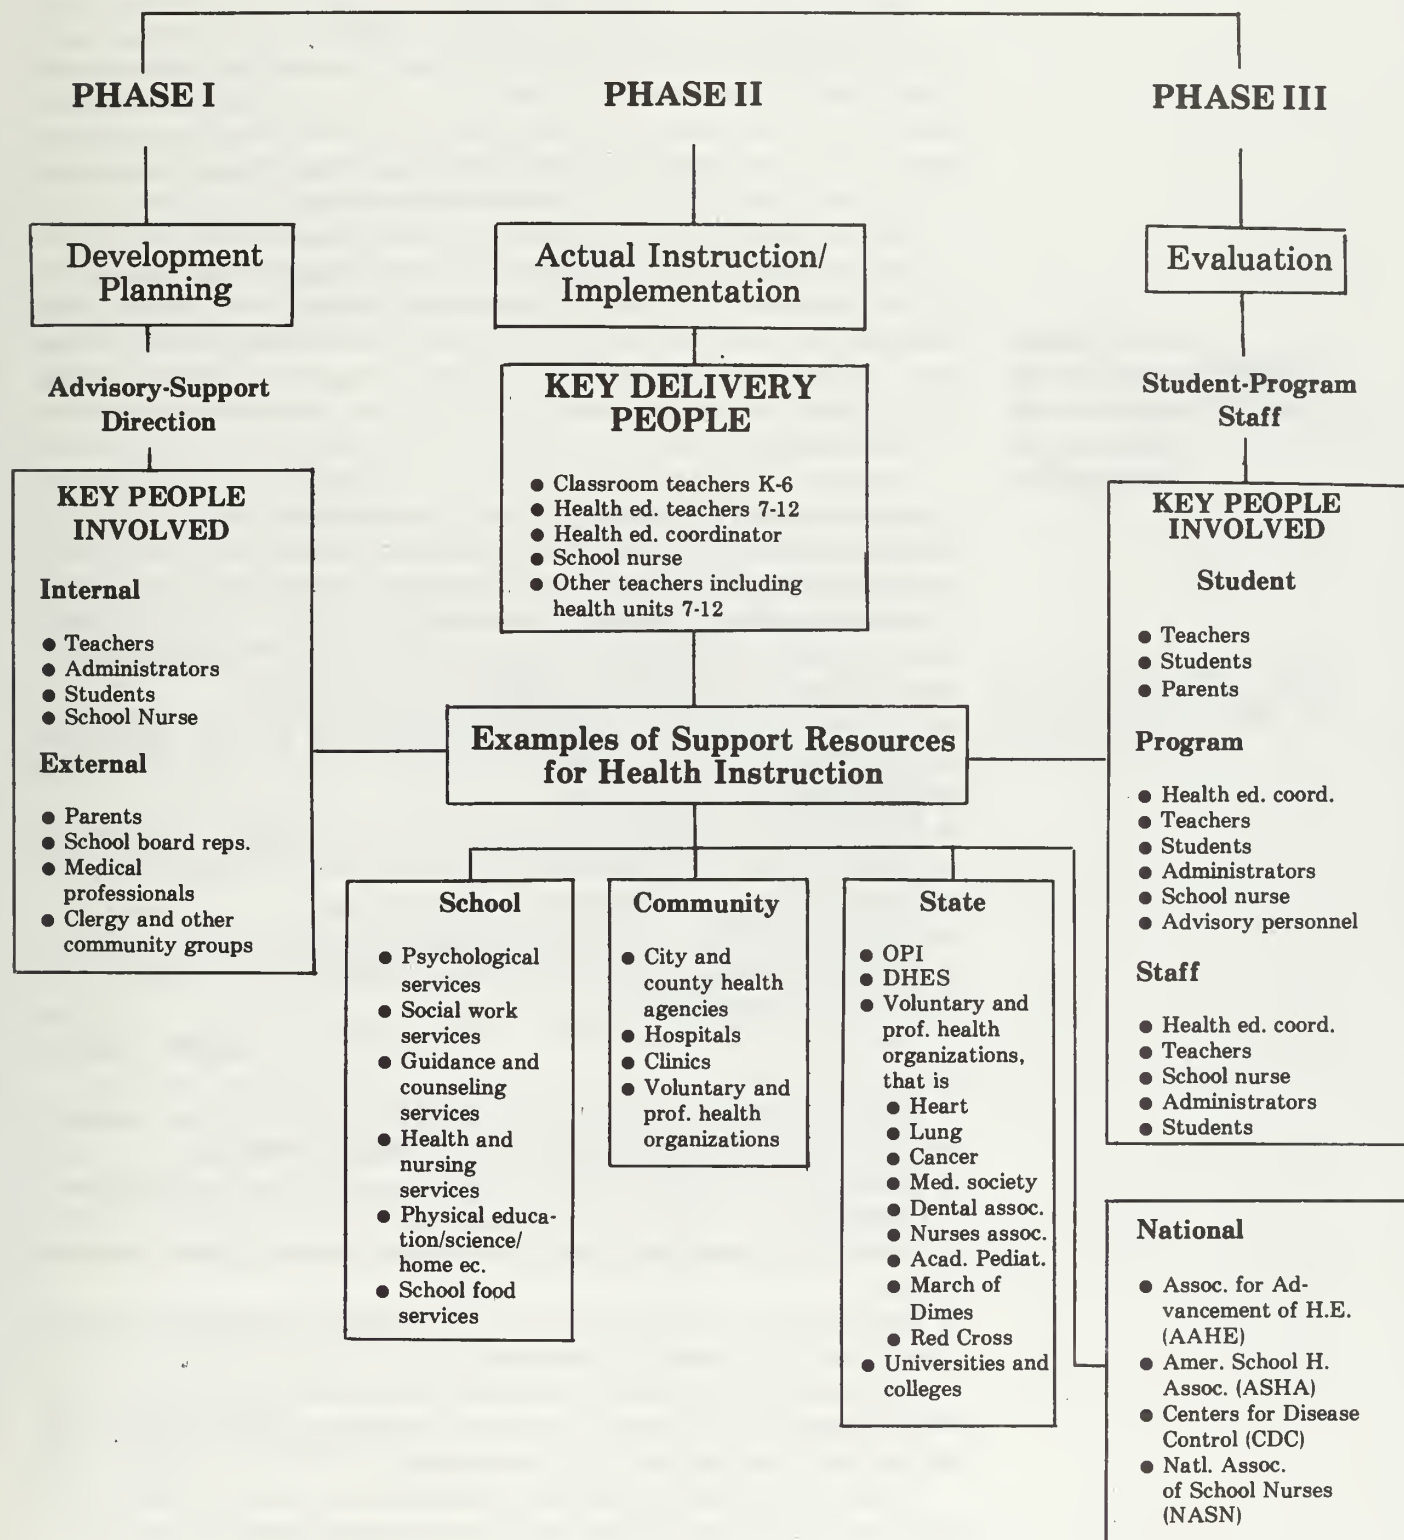 PHASE I
PHASE II
PHASE III
Development
Planning
Actual Instruction/
Implementation
Evaluation
Advisory-Support
Direction
KEY DELIVERY
PEOPLE
● Classroom teachers K-6
● Health ed. teachers 7-12
● Health ed. coordinator
● School nurse
● Other teachers including
health units 7-12
Student-Program
Staff
KEY PEOPLE
INVOLVED
Internal
● Teachers
● Administrators
● Students
● School Nurse
External
● Parents
● School board reps.
● Medical
professionals
● Clergy and other
community groups
Examples of Support Resources
for Health Instruction
KEY PEOPLE
INVOLVED
Student
● Teachers
● Students
● Parents
Program
● Health ed. coord.
● Teachers
● Students
● Administrators
● School nurse
● Advisory personnel
Staff
● Health ed. coord.
● Teachers
● School nurse
● Administrators
● Students
School
● Psychological
services
● Social work
services
● Guidance and
counseling
services
● Health and
nursing
services
● Physical educa-
tion/science/
home ec.
● School food
services
Community
● City and
county health
agencies
● Hospitals
● Clinics
● Voluntary and
prof. health
organizations
State
● OPI
● DHES
● Voluntary and
prof. health
organizations,
that is
● Heart
● Lung
● Cancer
● Med. society
● Dental assoc.
● Nurses assoc.
● Acad. Pediat.
● March of
Dimes
● Red Cross
● Universities and
colleges
National
● Assoc. for Ad-
vancement of H.E.
(AAHE)
● Amer. School H.
Assoc. (ASHA)
● Centers for Disease
Control (CDC)
● Natl. Assoc.
of School Nurses
(NASN)